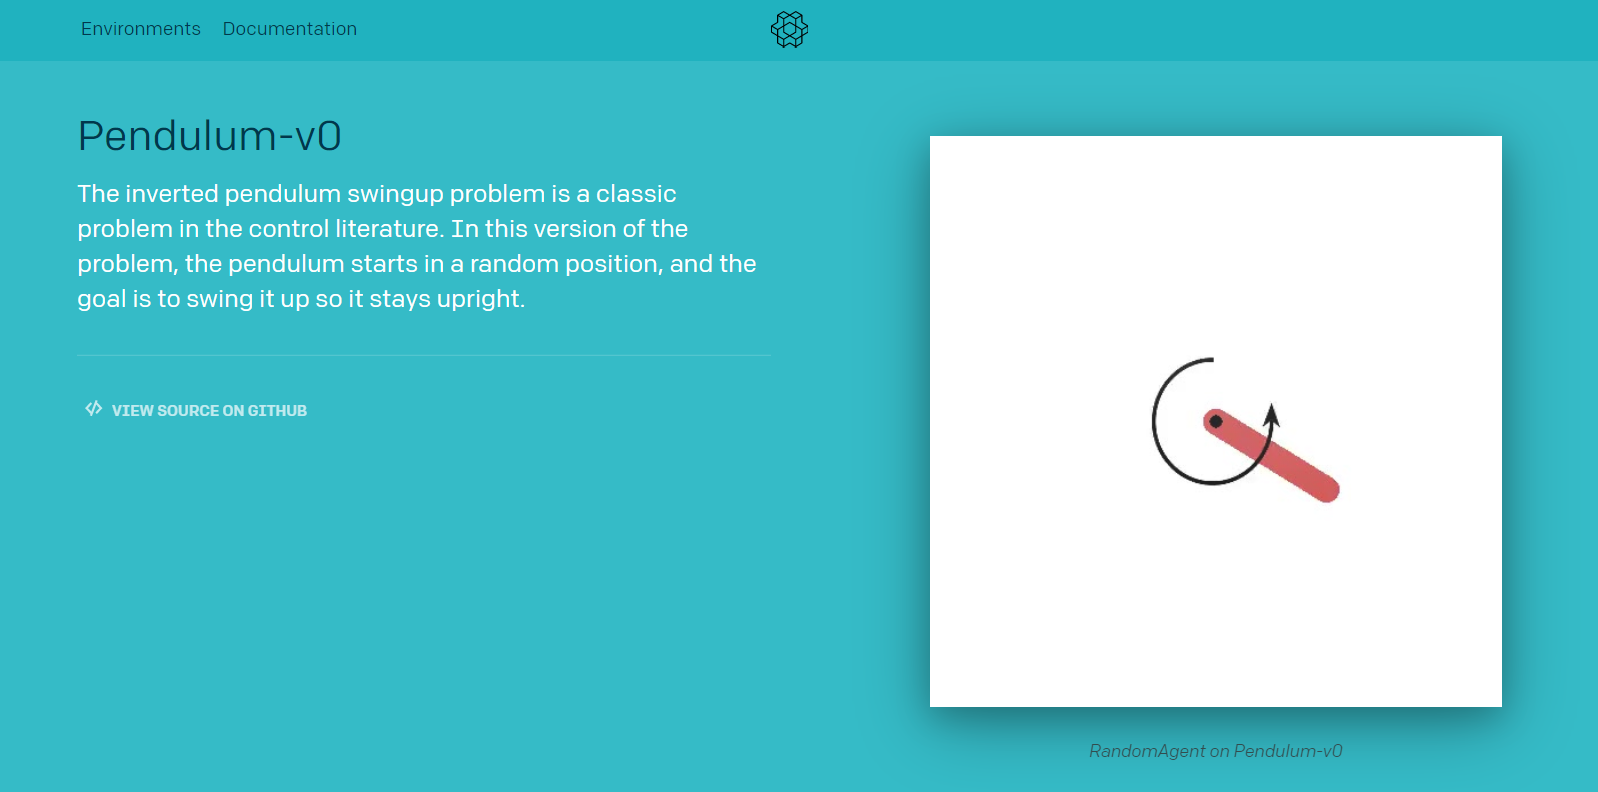 Environments Documentation
Pendulum-v0
The inverted pendulum swingup problem is a classic
problem in the control literature. In this version of the
problem, the pendulum starts in a random position, and the
goal is to swing it up so it stays upright.
VIEW SOURCE ON GITHUB
RandomAgent on Pendulum-v0